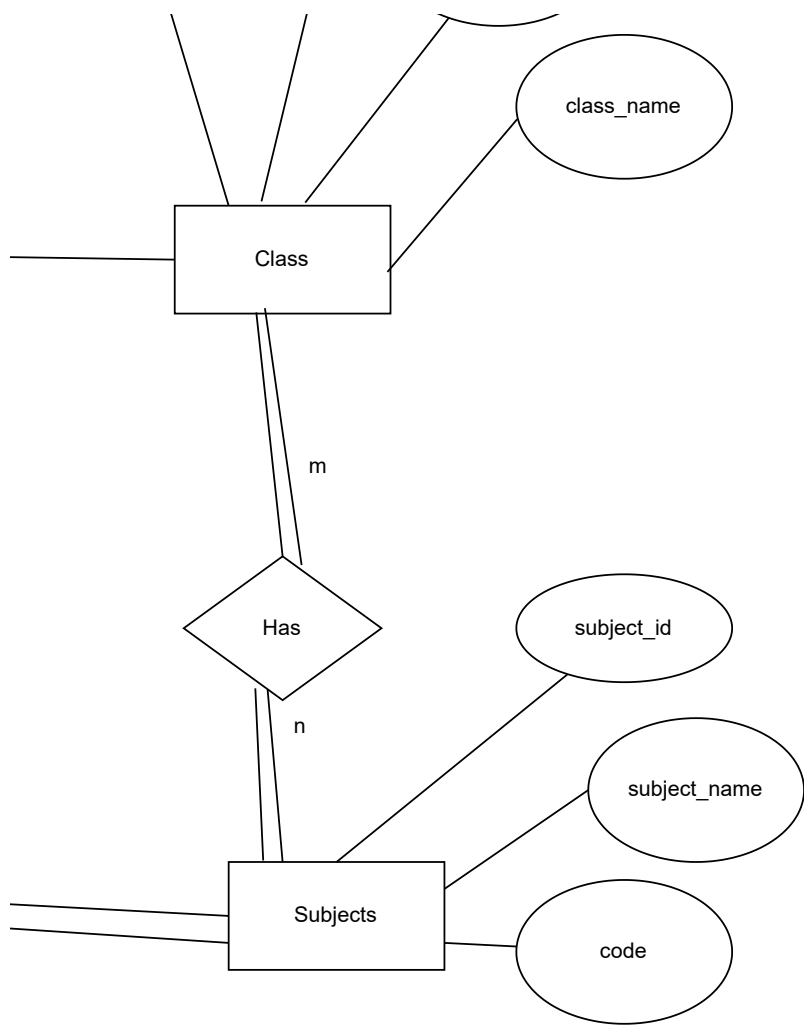 class_name
Class
m
Has
subject_id
n
subject_name
Subjects
code